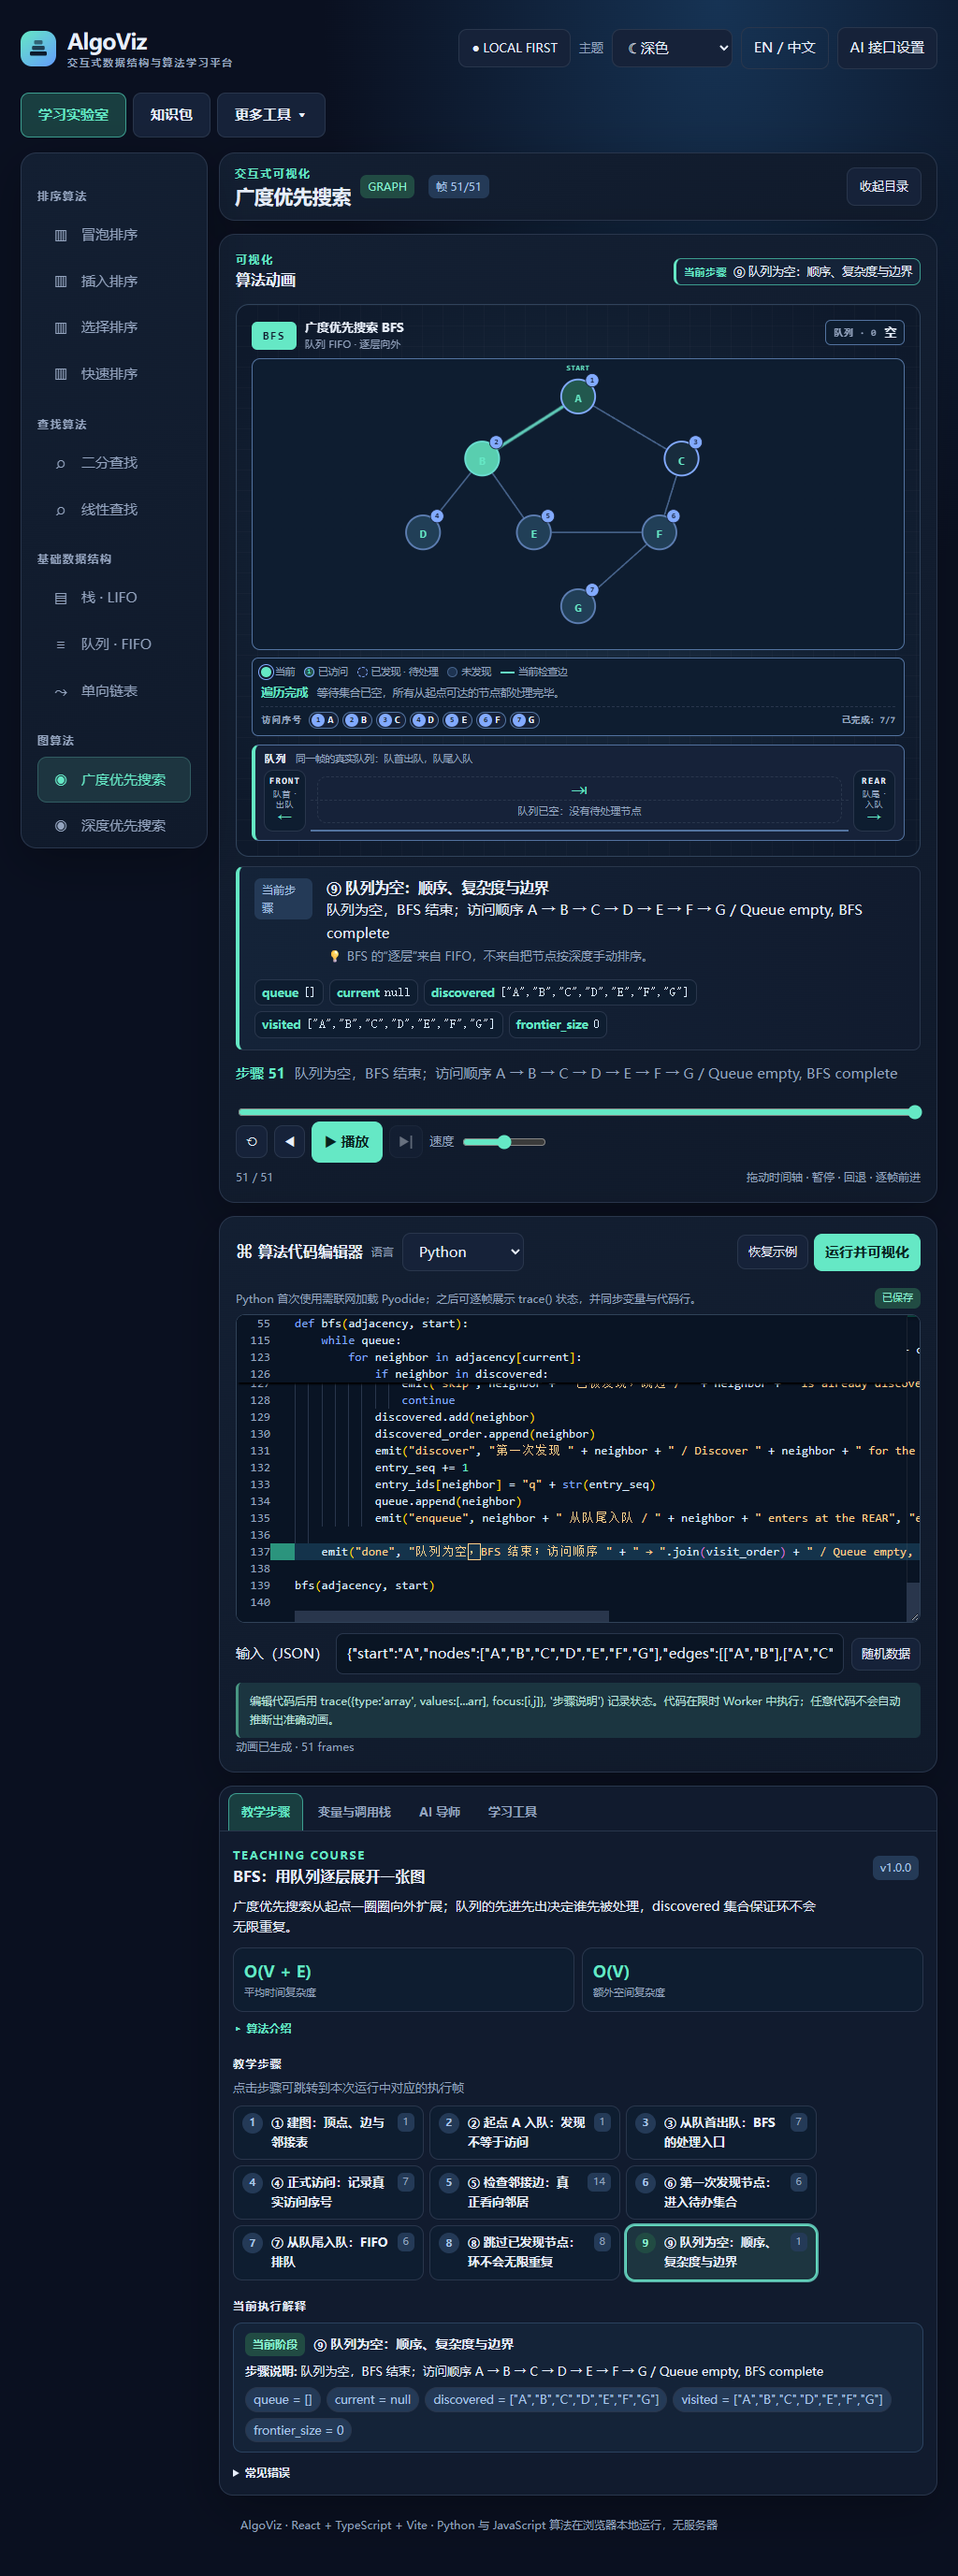 AlgoViz
交互式数据结构与算法学习平台
● LOCAL FIRST
主题
深色
EN / 中文
AI 接口设置
学习实验室
知识包
更多工具
排序算法
冒泡排序
插入排序
选择排序
快速排序
查找算法
二分查找
线性查找
基础数据结构
栈 · LIFO
队列 · FIFO
单向链表
图算法
广度优先搜索
深度优先搜索
交互式可视化
广度优先搜索
GRAPH
帧 51/51
收起目录
可视化
算法动画
当前步骤 ⑨ 队列为空：顺序、复杂度与边界
BFS
广度优先搜索 BFS
队列 FIFO · 逐层向外
队列 · 0 空
START
1
A
2
B
3
C
4
D
5
E
6
F
7
G
当前 已访问 已发现 · 待处理 未发现 当前检查边
遍历完成 等待集合已空，所有从起点可达的节点都处理完毕。
访问序号 1 A 2 B 3 C 4 D 5 E 6 F 7 G
已完成：7/7
队列 同一帧的真实队列：队首出队，队尾入队
FRONT
队首 · 出队
←
⇥
队列已空：没有待处理节点
REAR
队尾 · 入队
→
当前步骤
⑨ 队列为空：顺序、复杂度与边界
队列为空，BFS 结束；访问顺序 A → B → C → D → E → F → G / Queue empty, BFS
complete
💡 BFS 的“逐层”来自 FIFO，不来自把节点按深度手动排序。
queue []
current null
discovered ["A","B","C","D","E","F","G"]
visited ["A","B","C","D","E","F","G"]
frontier_size 0
步骤 51 队列为空，BFS 结束；访问顺序 A → B → C → D → E → F → G / Queue empty, BFS complete
▶ 播放
速度
51 / 51
拖动时间轴 · 暂停 · 回退 · 逐帧前进
⌘ 算法代码编辑器
语言
Python
恢复示例
运行并可视化
Python 首次使用需联网加载 Pyodide；之后可逐帧展示 trace() 状态，并同步变量与代码行。
已保存
55 def bfs(adjacency, start):
115 while queue:
123 for neighbor in adjacency[current]:
126 if neighbor in discovered:
128 continue
129 discovered.add(neighbor)
130 discovered_order.append(neighbor)
131 emit("discover", "第一次发现 " + neighbor + " / Discover " + neighbor + " for the
132 entry_seq += 1
133 entry_ids[neighbor] = "q" + str(entry_seq)
134 queue.append(neighbor)
135 emit("enqueue", neighbor + " 从队尾入队 / " + neighbor + " enters at the REAR", "e
136
137 emit("done", "队列为空，BFS 结束；访问顺序 " + " → ".join(visit_order) + " / Queue empty,
138
139 bfs(adjacency, start)
140
输入（JSON）
{"start":"A","nodes":["A","B","C","D","E","F","G"],"edges":[["A","B"],["A","C"
随机数据
编辑代码后用 trace({type:'array', values:[...arr], focus:[i,j]}, '步骤说明') 记录状态。代码在限时 Worker 中执行；任意代码不会自动
推断出准确动画。
动画已生成 · 51 frames
教学步骤
变量与调用栈
AI 导师
学习工具
TEACHING COURSE
BFS：用队列逐层展开一张图
v1.0.0
广度优先搜索从起点一圈圈向外扩展；队列的先进先出决定谁先被处理，discovered 集合保证环不会
无限重复。
O(V + E)
平均时间复杂度
O(V)
额外空间复杂度
▸ 算法介绍
教学步骤
点击步骤可跳转到本次运行中对应的执行帧
1 ① 建图：顶点、边与邻接表 1
2 ② 起点 A 入队：发现不等于访问 1
3 ③ 从队首出队：BFS 的处理入口 7
4 ④ 正式访问：记录真实访问序号 7
5 ⑤ 检查邻接边：真正看向邻居 14
6 ⑥ 第一次发现节点：进入待办集合 6
7 ⑦ 从队尾入队：FIFO 排队 6
8 ⑧ 跳过已发现节点：环不会无限重复 8
9 ⑨ 队列为空：顺序、复杂度与边界 1
当前执行解释
当前阶段 ⑨ 队列为空：顺序、复杂度与边界
步骤说明: 队列为空，BFS 结束；访问顺序 A → B → C → D → E → F → G / Queue empty, BFS complete
queue = []
current = null
discovered = ["A","B","C","D","E","F","G"]
visited = ["A","B","C","D","E","F","G"]
frontier_size = 0
▶ 常见错误
AlgoViz · React + TypeScript + Vite · Python 与 JavaScript 算法在浏览器本地运行，无服务器